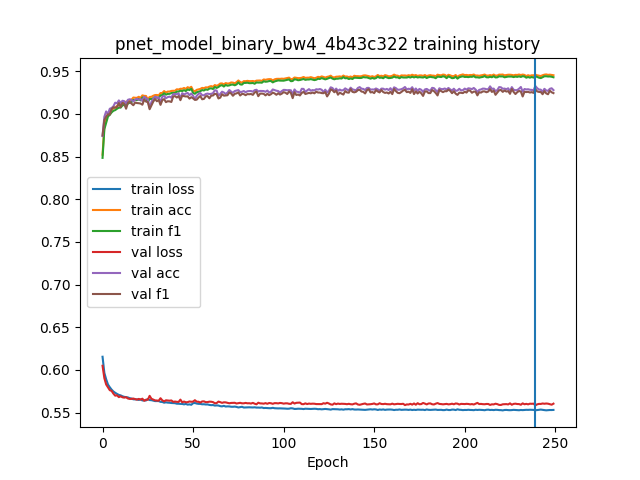 pnet_model_binary_bw4_4b43c322 training history
0.95
0.90
0.85
0.80
0.75
0.70
0.65
0.60
0.55
train loss
train acc
train f1
val loss
val acc
val f1
0 50 100 150 200 250
Epoch